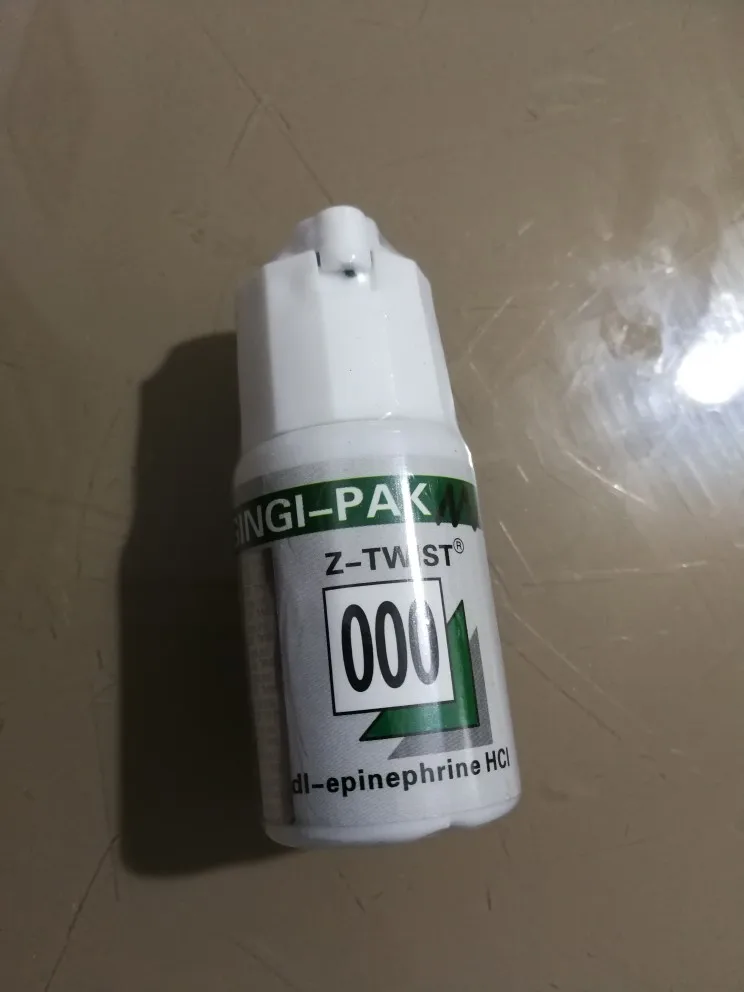 GINGI-PAK
Z-TWIST®
000
dl-epinephrine HCl